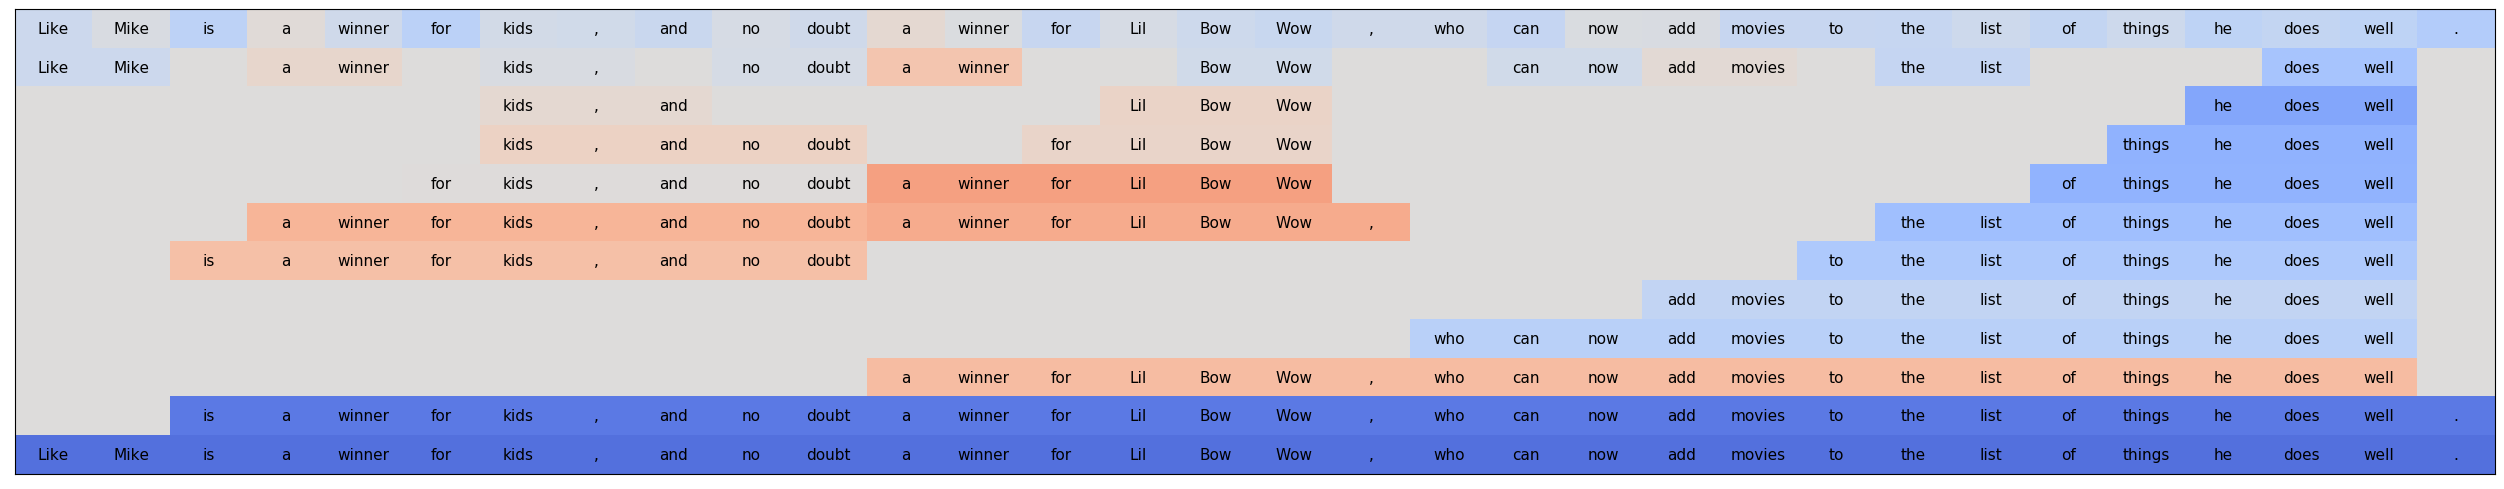 Like Mike is a winner for kids , and no doubt a winner for Lil Bow Wow , who can now add movies to the list of things he does well .
Like Mike a winner kids , no doubt a winner Bow Wow can now add movies the list does well
kids , and Lil Bow Wow he does well
kids , and no doubt for Lil Bow Wow things he does well
for kids , and no doubt a winner for Lil Bow Wow of things he does well
a winner for kids , and no doubt a winner for Lil Bow Wow , the list of things he does well
is a winner for kids , and no doubt to the list of things he does well
add movies to the list of things he does well
who can now add movies to the list of things he does well
a winner for Lil Bow Wow , who can now add movies to the list of things he does well
is a winner for kids , and no doubt a winner for Lil Bow Wow , who can now add movies to the list of things he does well .
Like Mike is a winner for kids , and no doubt a winner for Lil Bow Wow , who can now add movies to the list of things he does well .